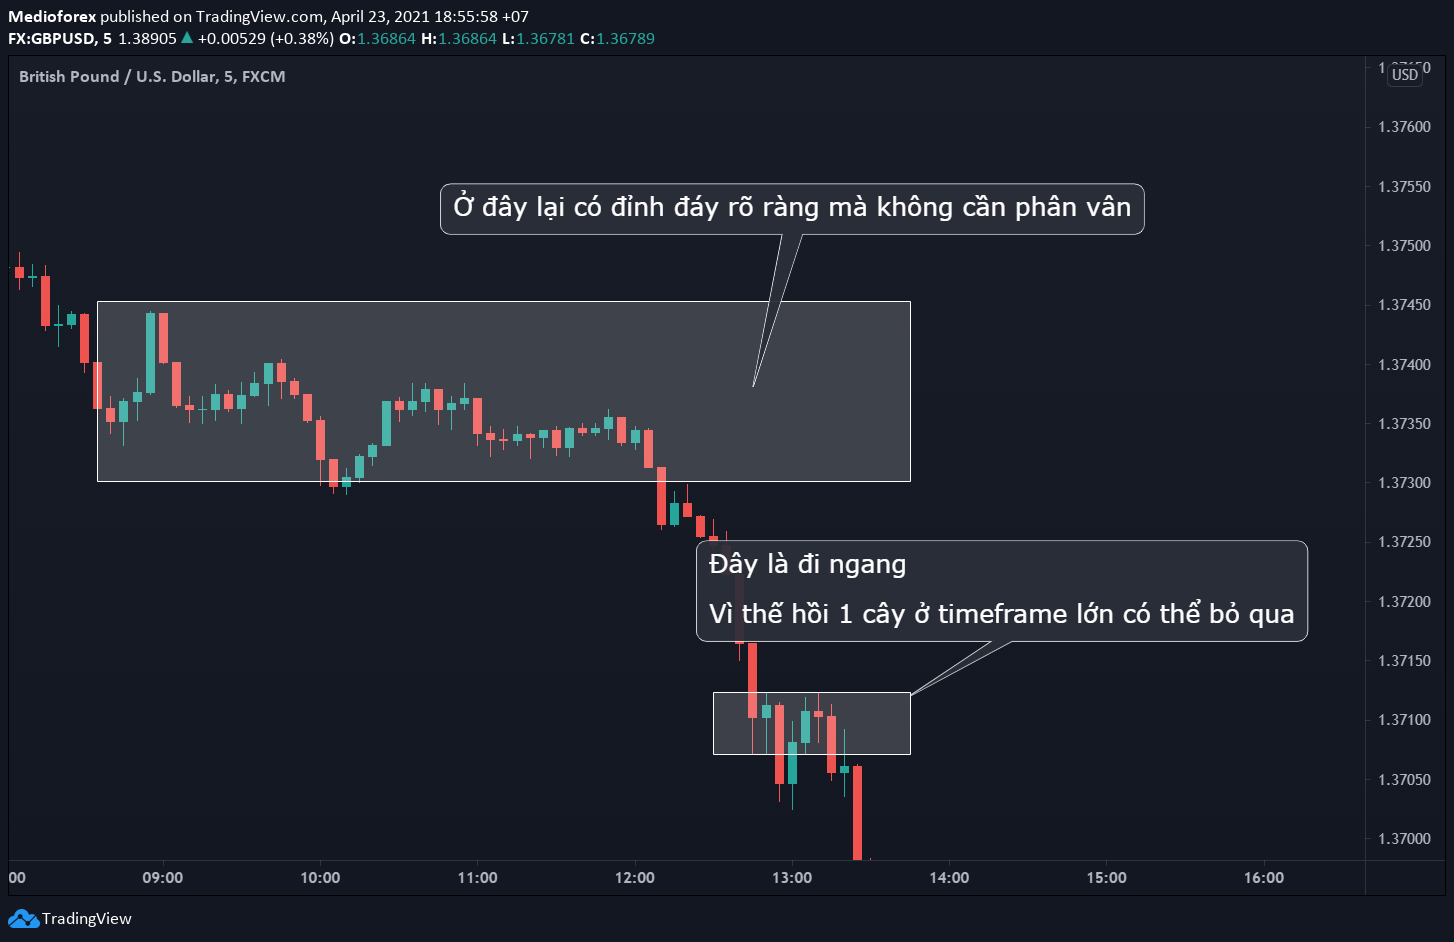 Medioforex published on TradingView.com, April 23, 2021 18:55:58 +07
FX:GBPUSD, 5 1.38905 ▲ +0.00529 (+0.38%) O:1.36864 H:1.36864 L:1.36781 C:1.36789
British Pound / U.S. Dollar, 5, FXCM
USD
1.37600
1.37550
Ở đây lại có đỉnh đáy rõ ràng mà không cần phân vân
1.37500
1.37450
1.37400
1.37350
1.37300
1.37250
Đây là đi ngang
1.37200
Vì thế hồi 1 cây ở timeframe lớn có thể bỏ qua
1.37150
1.37100
1.37050
1.37000
00 09:00 10:00 11:00 12:00 13:00 14:00 15:00 16:00
TradingView